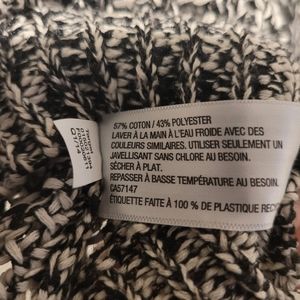 57% COTON / 43% POLYESTER
LAVER À LA MAIN À L'EAU FROIDE AVEC DES
COULEURS SIMILAIRES. UTILISER SEULEMENT UN
JAVELLISANT SANS CHLORE AU BESOIN.
SÉCHER À PLAT.
REPASSER À BASSE TEMPÉRATURE AU BESOIN.
CA57147
ÉTIQUETTE FAITE À 100 % DE PLASTIQUE RECY